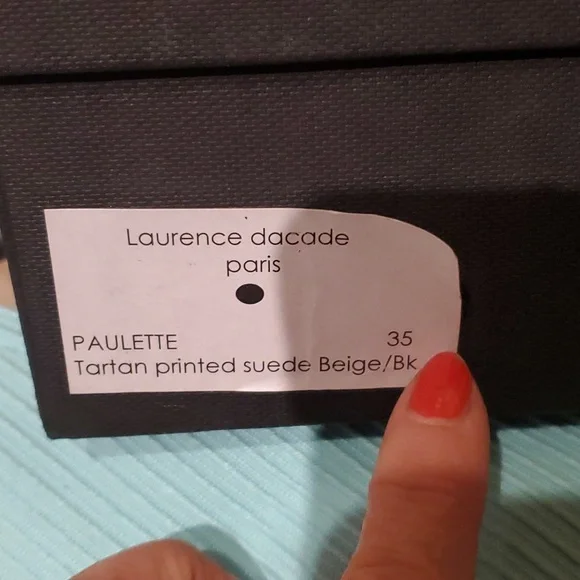 Laurence dacade
paris
PAULETTE 35
Tartan printed suede Beige/Bk